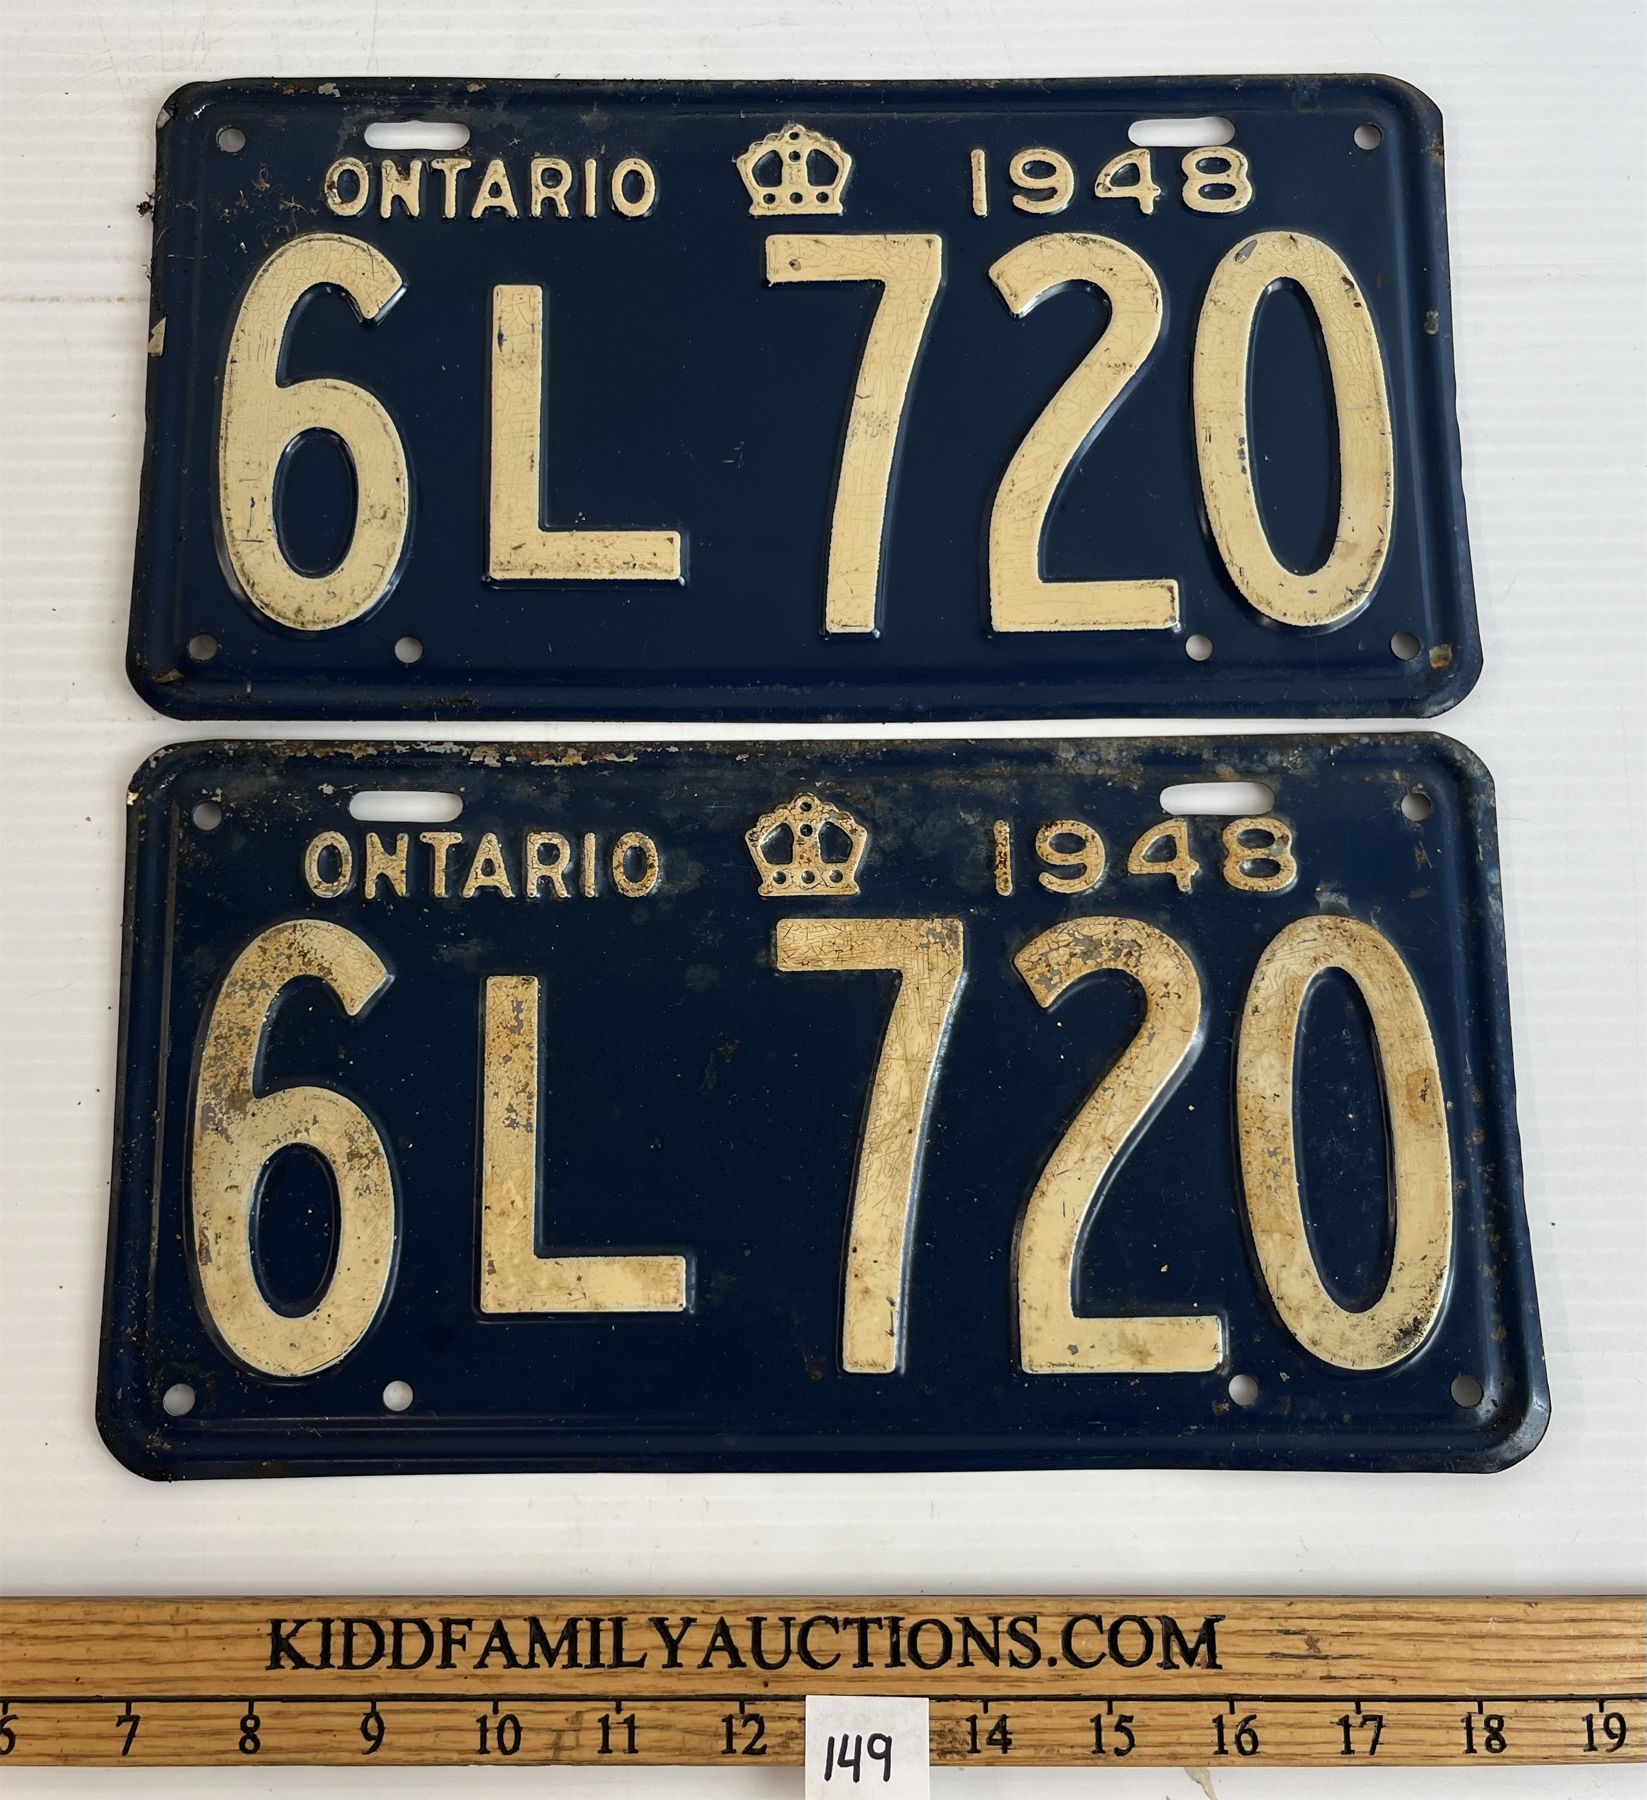 ONTARIO 1948
6L 720
ONTARIO 1948
6L 720
KIDDFAMILYAUCTIONS.COM
6 7 8 9 10 11 12 14 15 16 17 18 19
149